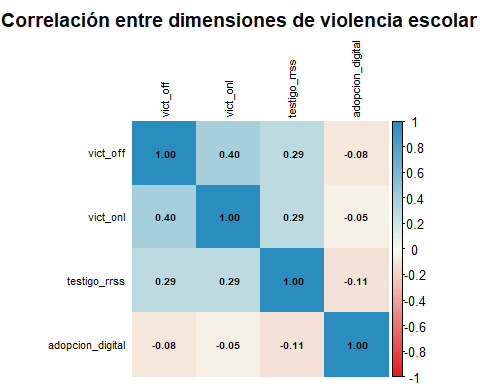 Correlación entre dimensiones de violencia escolar
vict_off
vict_onl
testigo_rrss
adopcion_digital
vict_off 1.00 0.40 0.29 -0.08
vict_onl 0.40 1.00 0.29 -0.05
testigo_rrss 0.29 0.29 1.00 -0.11
adopcion_digital -0.08 -0.05 -0.11 1.00
1
0.8
0.6
0.4
0.2
0
-0.2
-0.4
-0.6
-0.8
-1